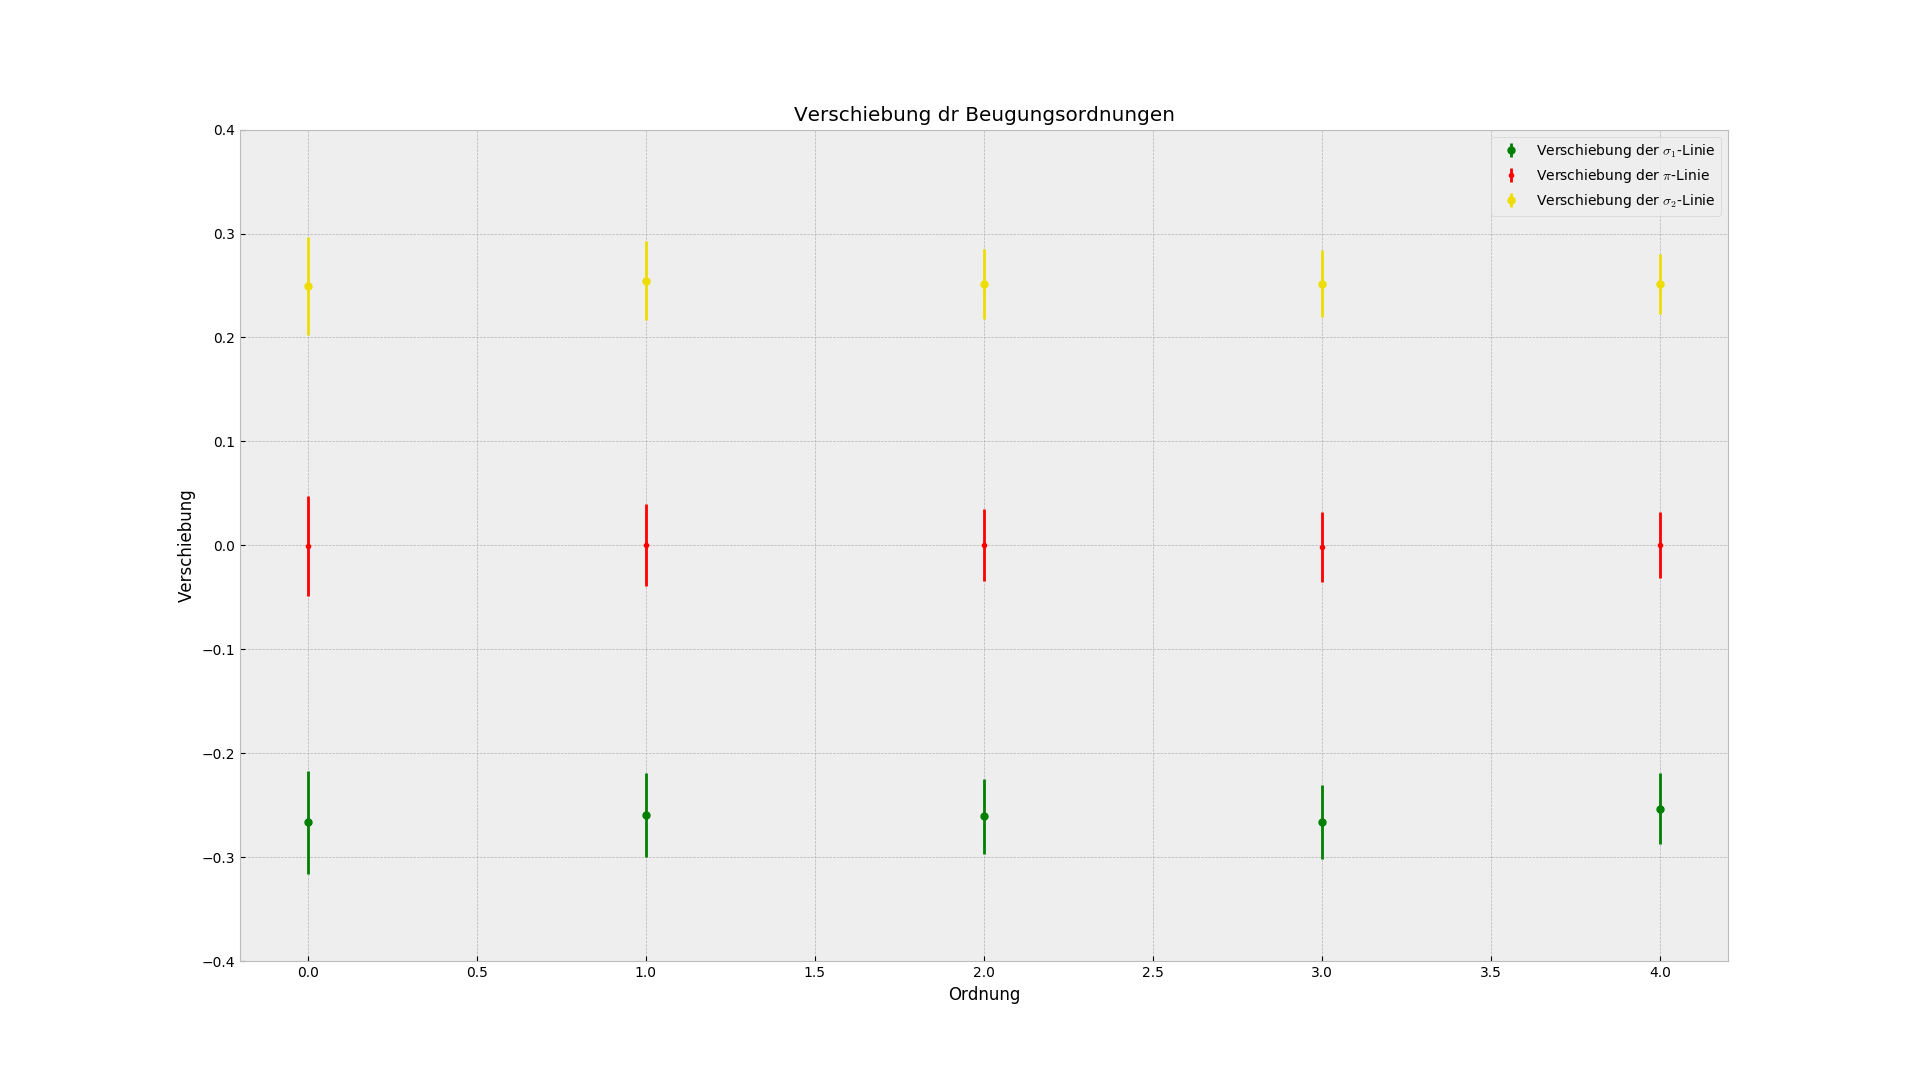 Verschiebung dr Beugungsordnungen
0.4
0.3
0.2
0.1
0.0
−0.1
−0.2
−0.3
−0.4
Verschiebung
Verschiebung der σ₁-Linie
Verschiebung der π-Linie
Verschiebung der σ₂-Linie
0.0 0.5 1.0 1.5 2.0 2.5 3.0 3.5 4.0
Ordnung